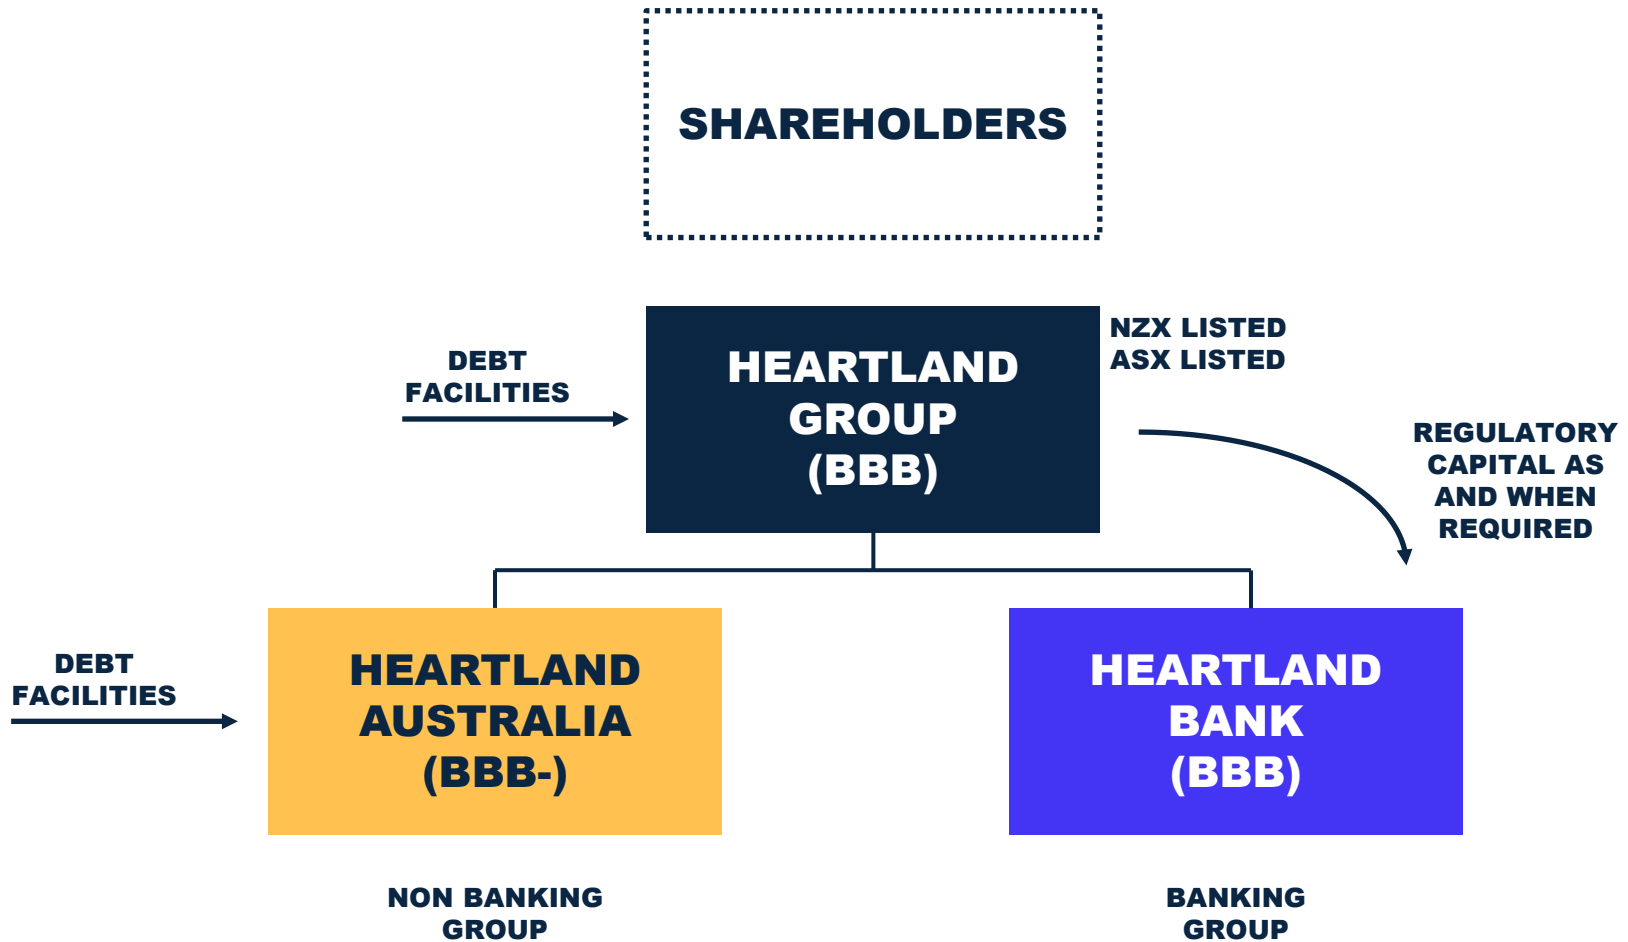 SHAREHOLDERS
DEBT
FACILITIES
HEARTLAND
GROUP
(BBB)
NZX LISTED
ASX LISTED
REGULATORY
CAPITAL AS
AND WHEN
REQUIRED
DEBT
FACILITIES
HEARTLAND
AUSTRALIA
(BBB-)
HEARTLAND
BANK
(BBB)
NON BANKING
GROUP
BANKING
GROUP